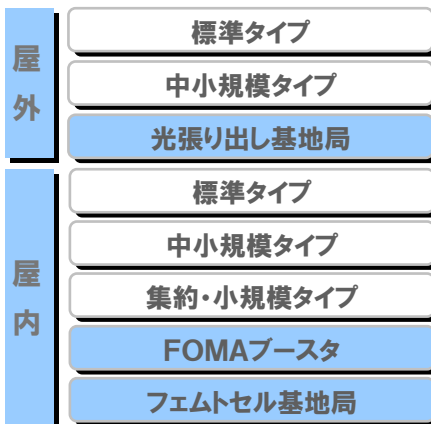 屋外
標準タイプ
中小規模タイプ
光張り出し基地局
屋内
標準タイプ
中小規模タイプ
集約・小規模タイプ
FOMAブースタ
フェムトセル基地局